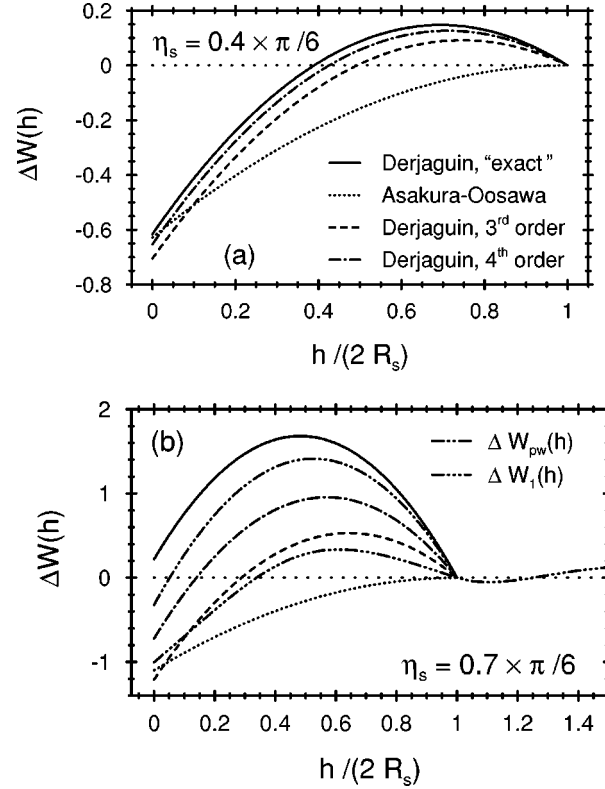 η_s = 0.4 × π /6
0.2
0
-0.2
-0.4
-0.6
-0.8
ΔW(h)
Derjaguin, "exact"
Asakura-Oosawa
Derjaguin, 3rd order
Derjaguin, 4th order
(a)
0 0.2 0.4 0.6 0.8 1
h /(2 R_s)
(b)
2
1
0
-1
ΔW(h)
Δ W_pw(h)
Δ W_1(h)
η_s = 0.7 × π /6
0 0.2 0.4 0.6 0.8 1 1.2 1.4
h /(2 R_s)